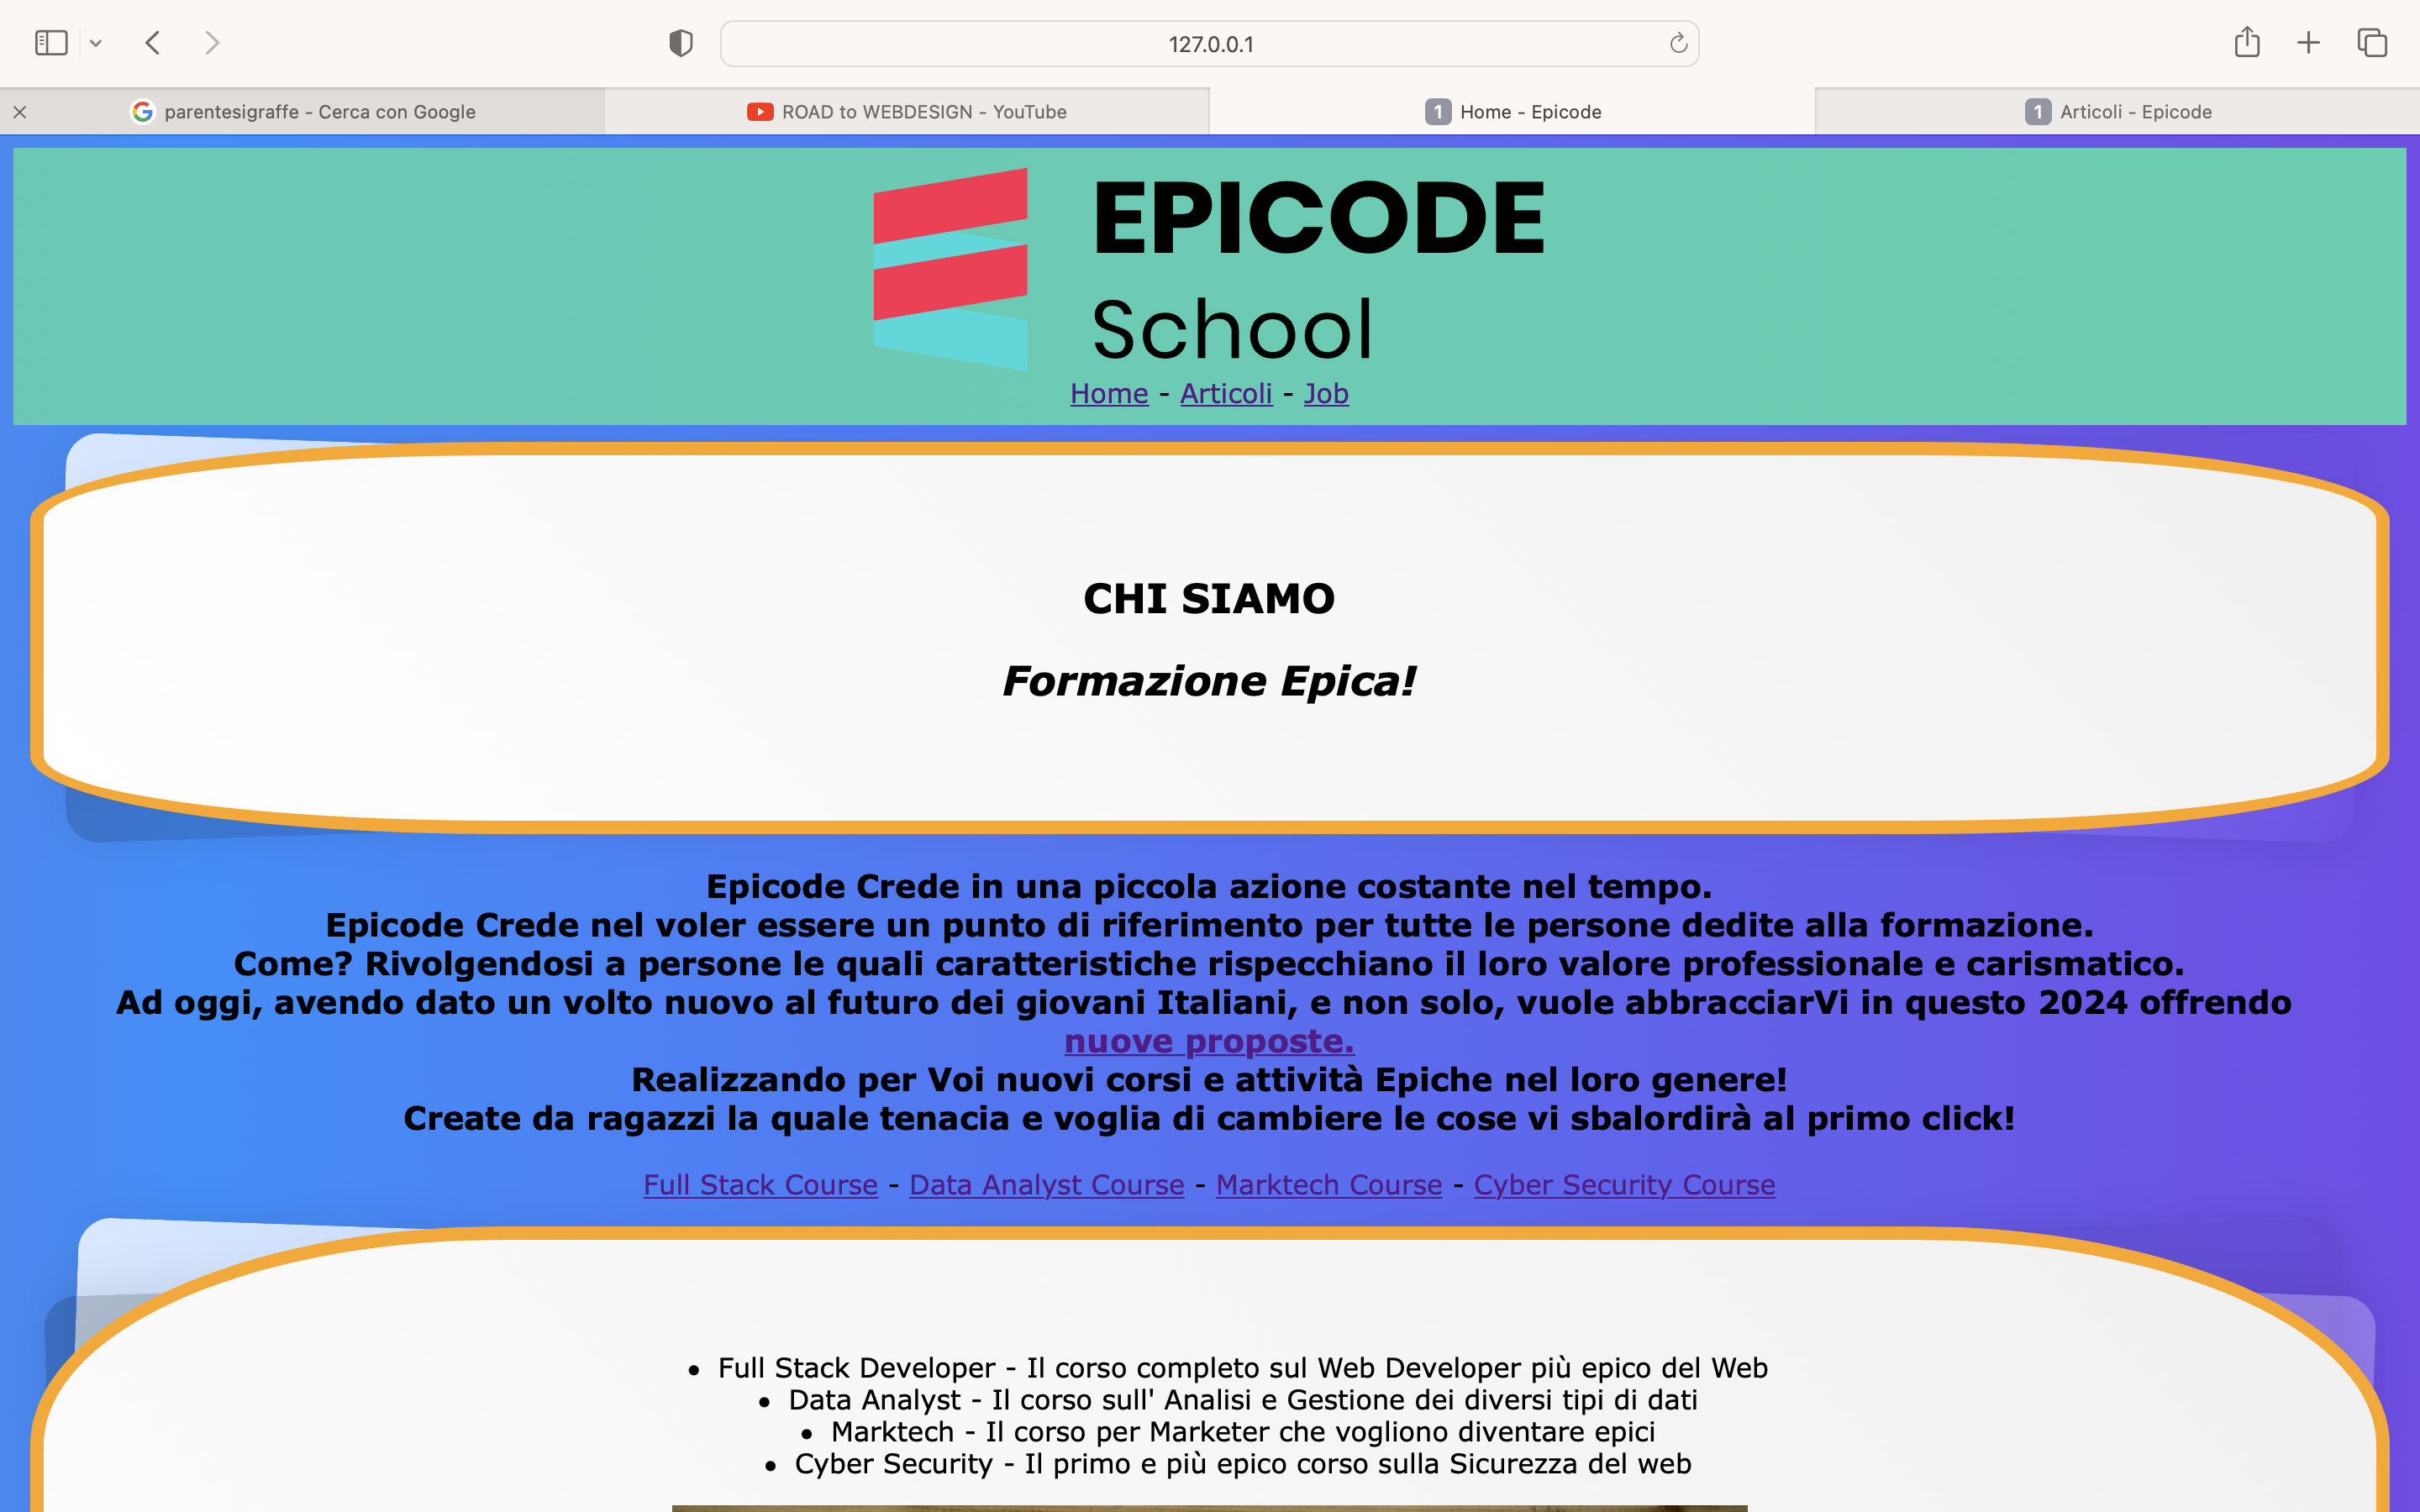 127.0.0.1
parentesigraffe - Cerca con Google
ROAD to WEBDESIGN - YouTube
1 Home - Epicode
1 Articoli - Epicode
EPICODE
School
Home - Articoli - Job
CHI SIAMO
Formazione Epica!
Epicode Crede in una piccola azione costante nel tempo.
Epicode Crede nel voler essere un punto di riferimento per tutte le persone dedite alla formazione.
Come? Rivolgendosi a persone le quali caratteristiche rispecchiano il loro valore professionale e carismatico.
Ad oggi, avendo dato un volto nuovo al futuro dei giovani Italiani, e non solo, vuole abbracciarVi in questo 2024 offrendo
nuove proposte.
Realizzando per Voi nuovi corsi e attività Epiche nel loro genere!
Create da ragazzi la quale tenacia e voglia di cambiere le cose vi sbalordirà al primo click!
Full Stack Course - Data Analyst Course - Marktech Course - Cyber Security Course
• Full Stack Developer - Il corso completo sul Web Developer più epico del Web
• Data Analyst - Il corso sull' Analisi e Gestione dei diversi tipi di dati
• Marktech - Il corso per Marketer che vogliono diventare epici
• Cyber Security - Il primo e più epico corso sulla Sicurezza del web